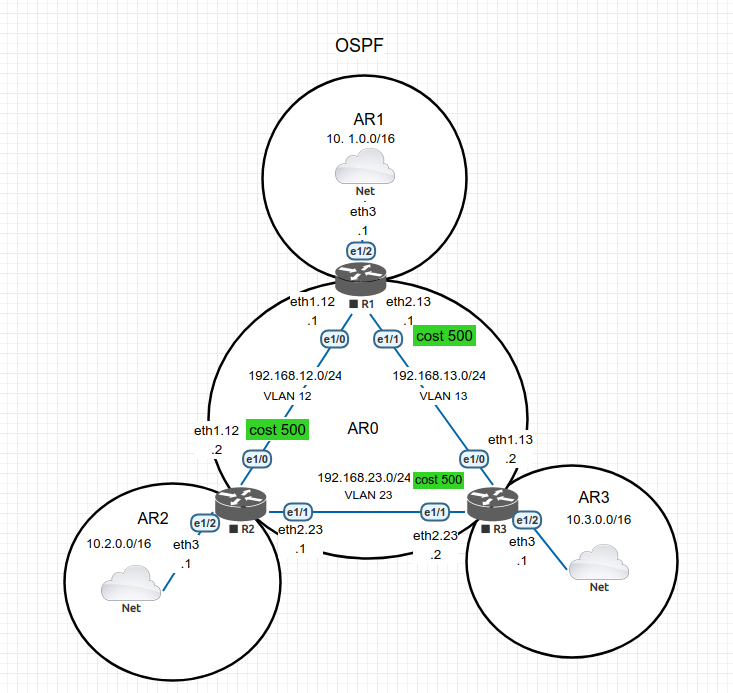 OSPF
AR1
10. 1.0.0/16
Net
eth3
.1
e1/2
eth1.12
R1
eth2.13
.1
.1
e1/0
e1/1
cost 500
192.168.12.0/24
192.168.13.0/24
VLAN 12
VLAN 13
eth1.12
cost 500
AR0
eth1.13
.2
.2
e1/0
e1/0
192.168.23.0/24
cost 500
VLAN 23
AR2
e1/2
e1/1
e1/1
e1/2
AR3
10.3.0.0/16
R2
eth2.23
eth2.23
R3
10.2.0.0/16
eth3
.1
.1
.2
eth3
.1
Net
Net